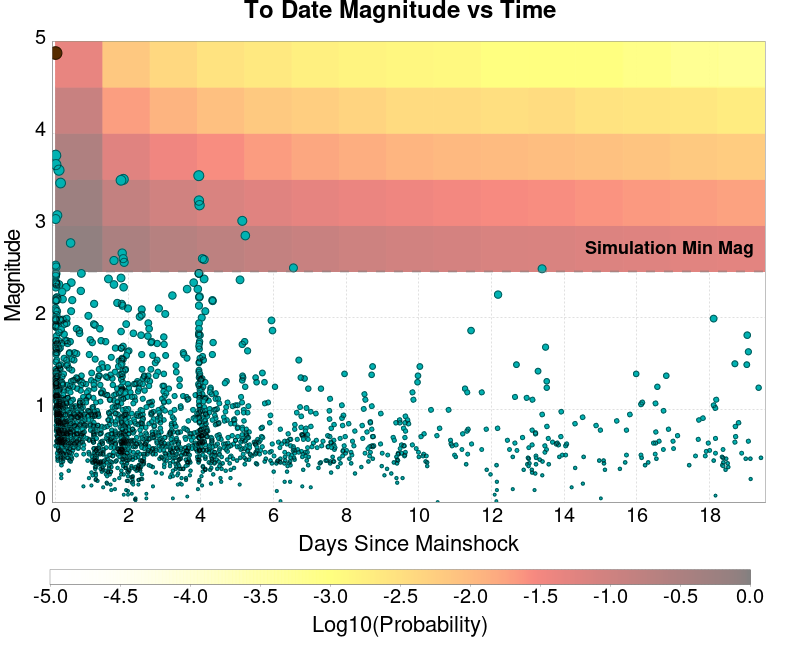 To Date Magnitude vs Time
5
4
3
2
1
0
Magnitude
Simulation Min Mag
0 2 4 6 8 10 12 14 16 18
Days Since Mainshock
-5.0 -4.5 -4.0 -3.5 -3.0 -2.5 -2.0 -1.5 -1.0 -0.5 0.0
Log10(Probability)